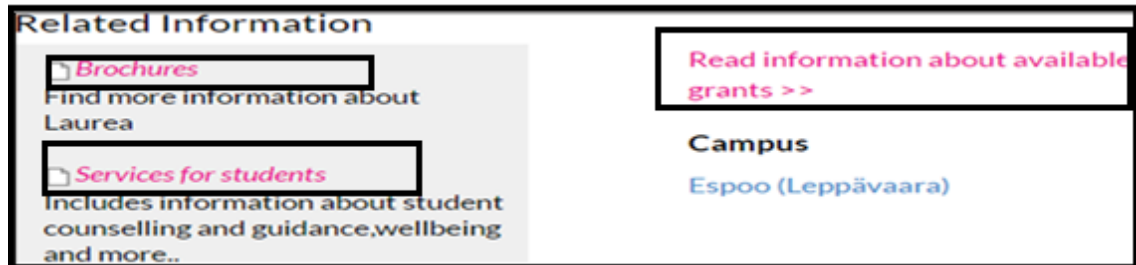 Related Information
Brochures
Find more information about
Laurea
Services for students
Includes information about student
counselling and guidance,wellbeing
and more..
Read information about available
grants >>
Campus
Espoo (Leppävaara)